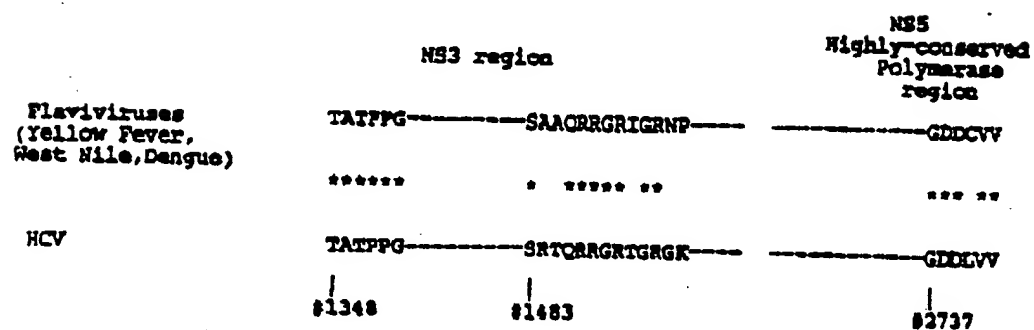 NS5
Highly-conserved
Polymarase
region
NS3 region
Flaviviruses
(Yellow Fever,
West Nile,Dengue)
TATPPG----------SAAQRRGRIGRNP----- ----------------GDDCVV
****** * ***** ** *** **
HCV
TATPPG----------SRTQRRGRTGRGK----- ----------------GDDLVV
#1348 #1483 #2737